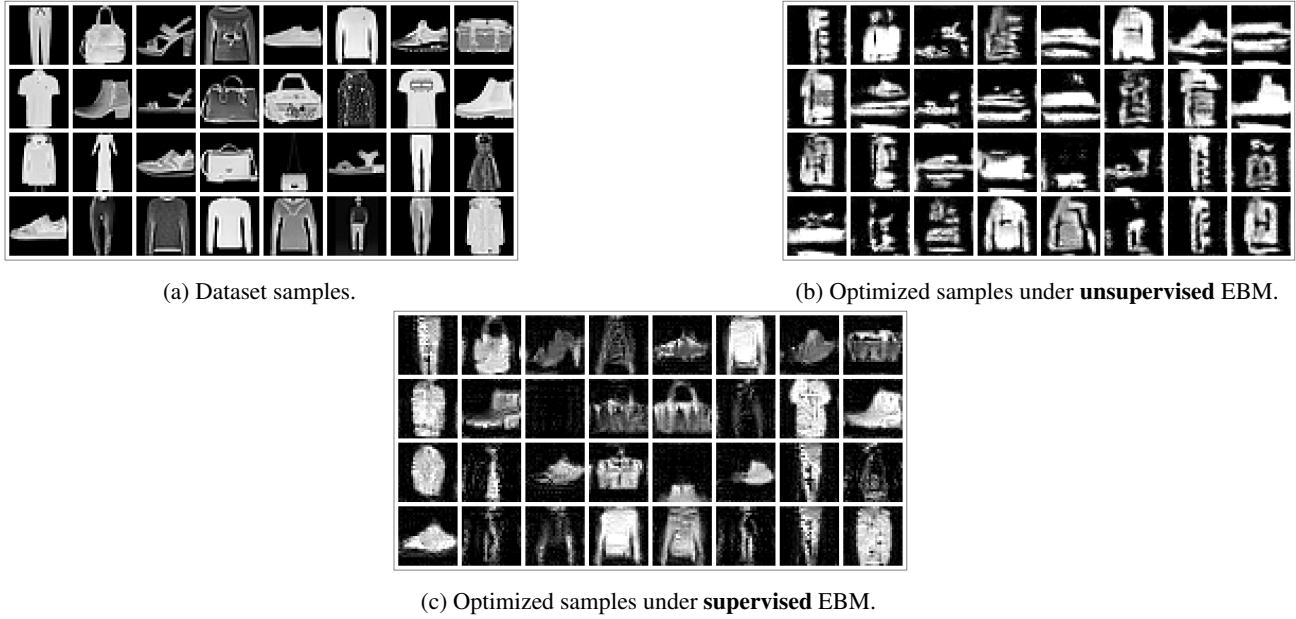 (a) Dataset samples.
(b) Optimized samples under unsupervised EBM.
(c) Optimized samples under supervised EBM.